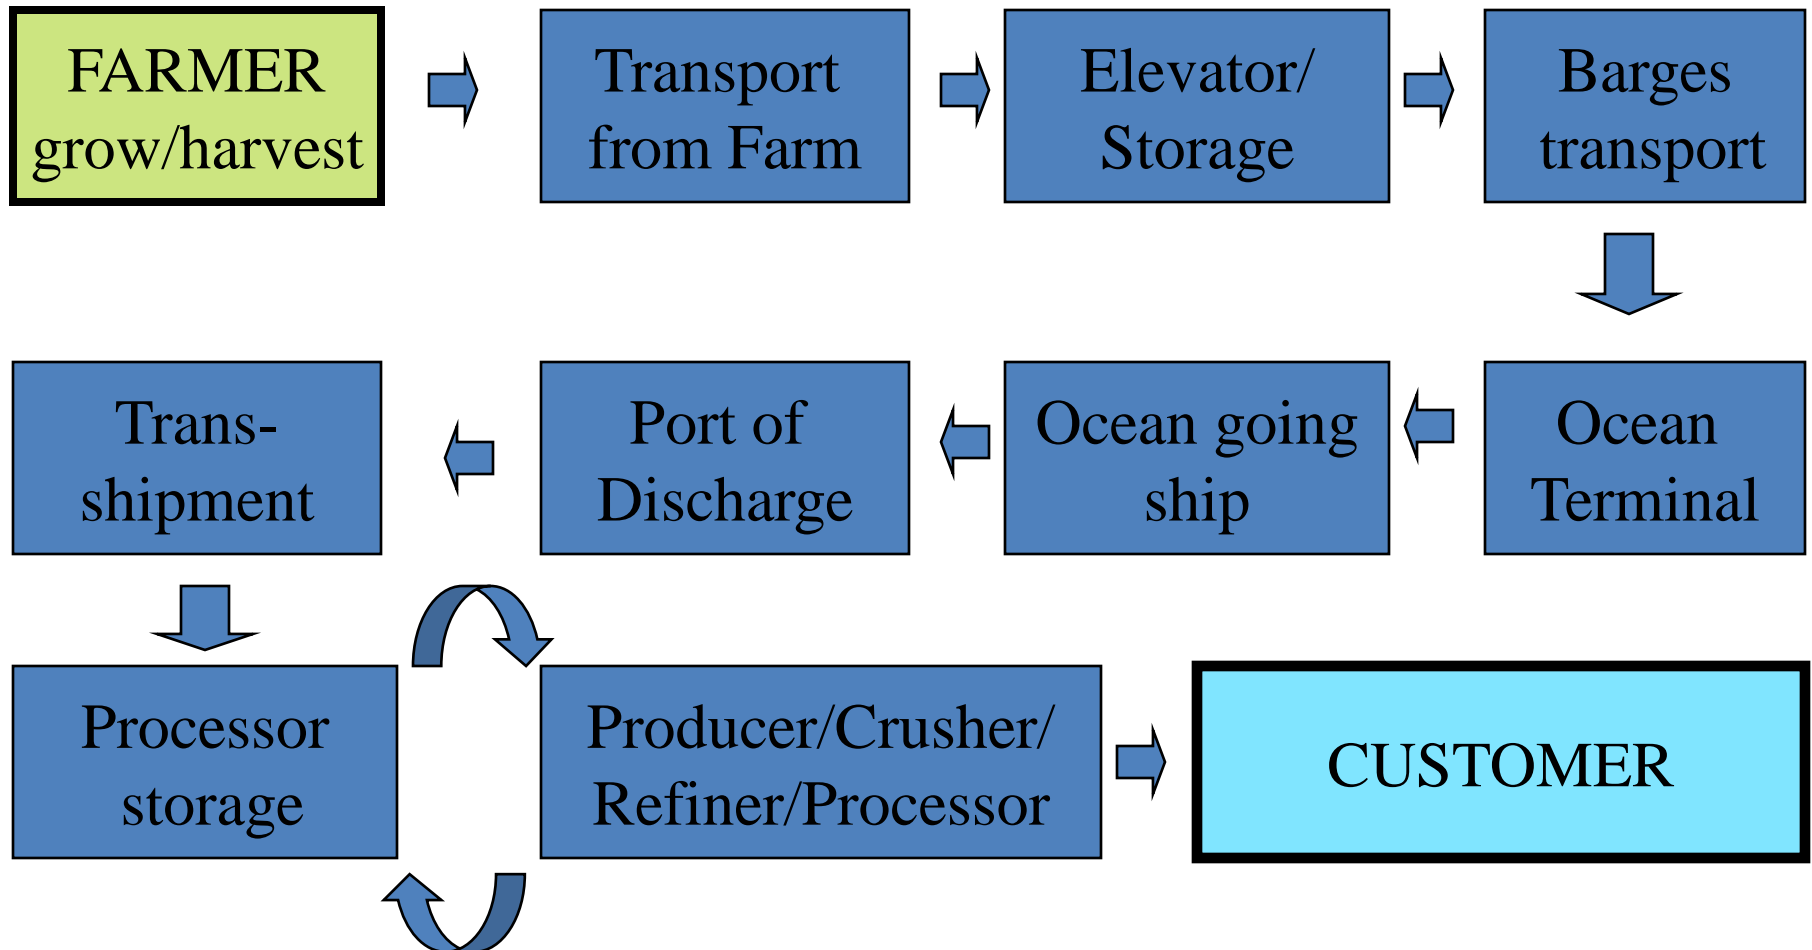 FARMER
grow/harvest
Transport
from Farm
Elevator/
Storage
Barges
transport
Trans-
shipment
Port of
Discharge
Ocean going
ship
Ocean
Terminal
Processor
storage
Producer/Crusher/
Refiner/Processor
CUSTOMER